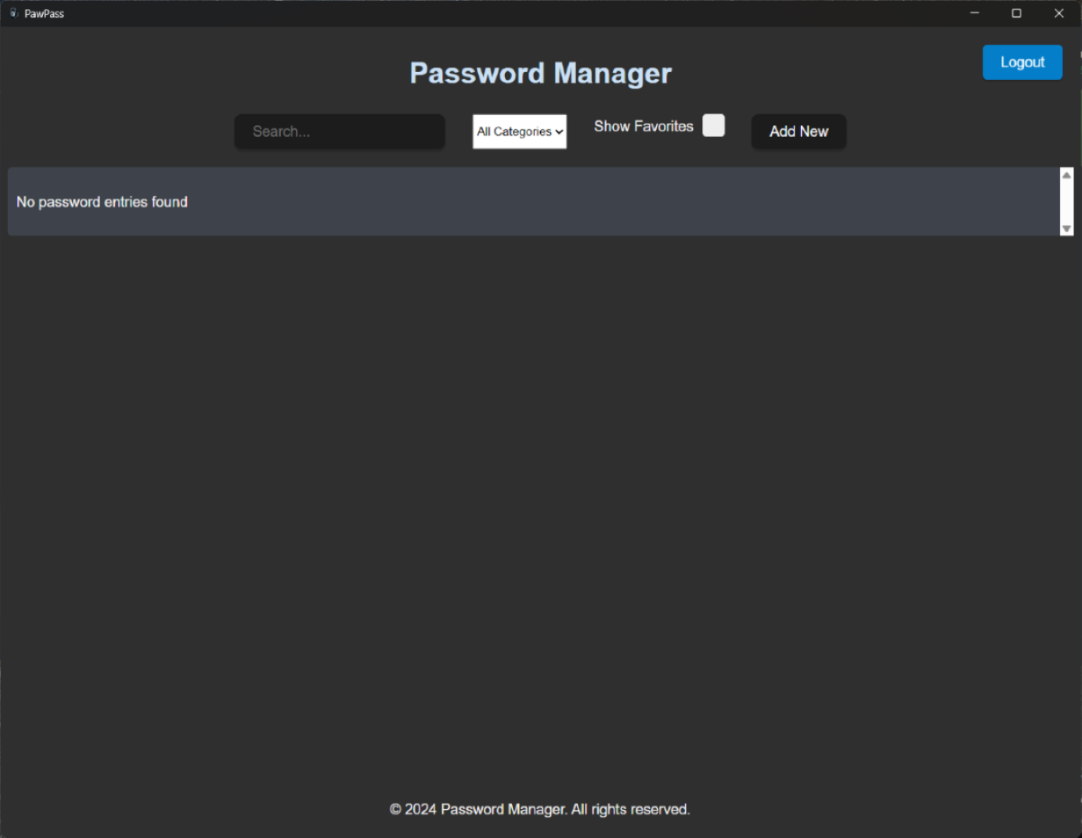 PawPass
Logout
Password Manager
Search...
All Categories
Show Favorites
Add New
No password entries found
© 2024 Password Manager. All rights reserved.